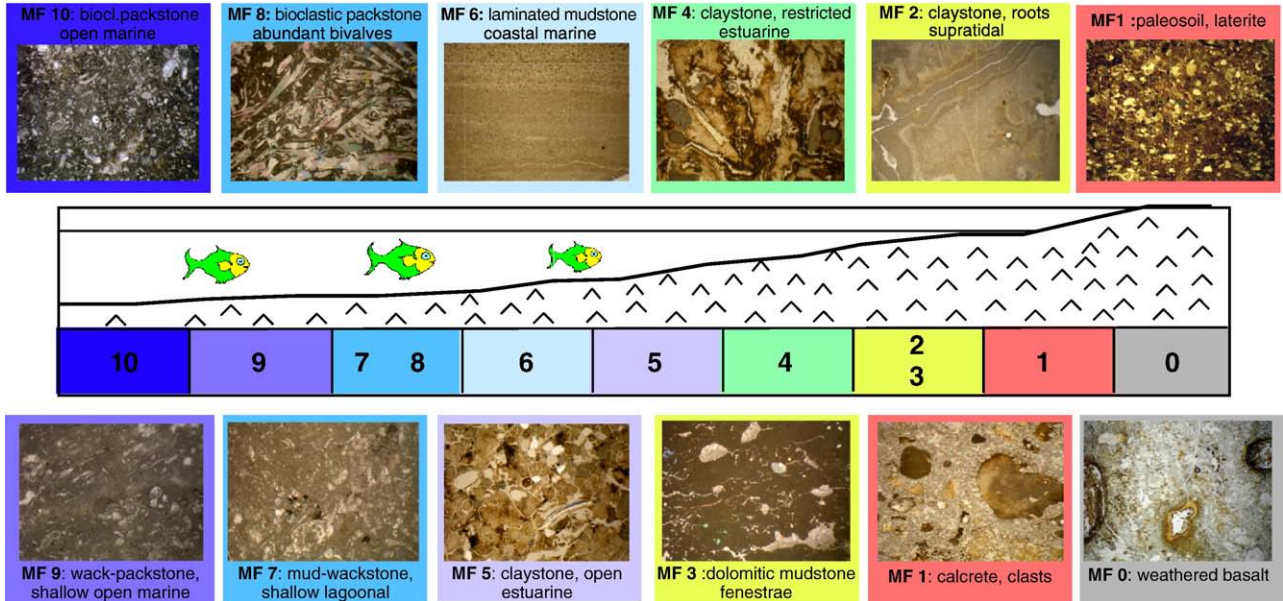 MF 10: biocl.packstone
open marine
MF 8: bioclastic packstone
abundant bivalves
MF 6: laminated mudstone
coastal marine
MF 4: claystone, restricted
estuarine
MF 2: claystone, roots
supratidal
MF1 :paleosoil, laterite
10
9
7 8
6
5
4
2
3
1
0
MF 9: wack-packstone,
shallow open marine
MF 7: mud-wackstone,
shallow lagoonal
MF 5: claystone, open
estuarine
MF 3 :dolomitic mudstone
fenestrae
MF 1: calcrete, clasts
MF 0: weathered basalt